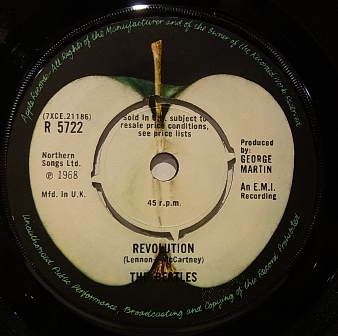 Apple Records. All Rights of the Manufacturer and of the Owner of the Recorded Work Reserved
(7XCE.21186)
R 5722
Sold in U.K. subject to
resale price conditions,
see price lists
Northern
Songs Ltd.
℗ 1968
Mfd. in U.K.
Produced
by:
GEORGE
MARTIN
An E.M.I.
Recording
45 r.p.m.
REVOLUTION
(Lennon-McCartney)
THE BEATLES
Unauthorised Public Performance, Broadcasting and Copying of this Record Prohibited